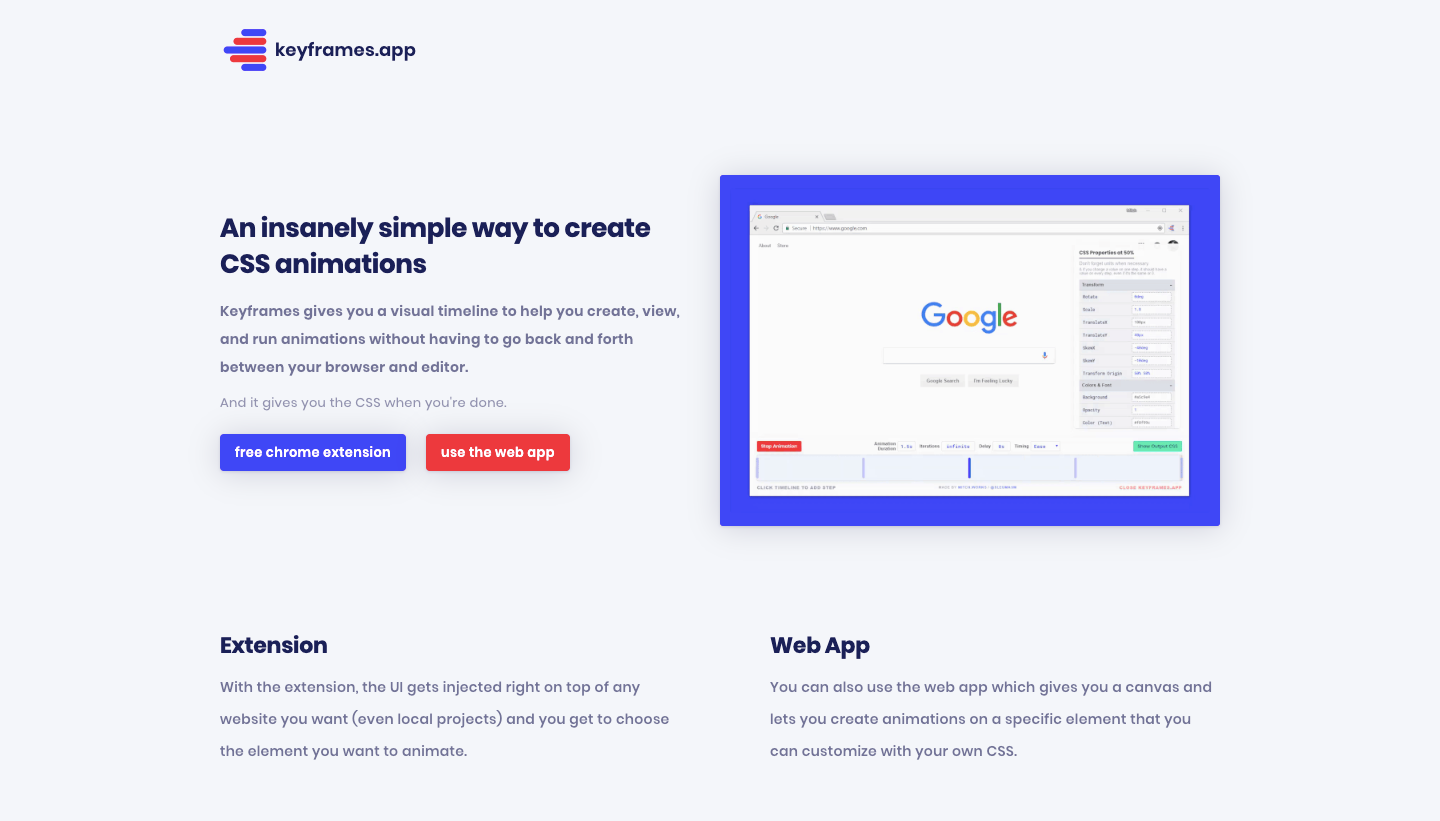 keyframes.app
An insanely simple way to create
CSS animations
Keyframes gives you a visual timeline to help you create, view,
and run animations without having to go back and forth
between your browser and editor.
And it gives you the CSS when you're done.
free chrome extension
use the web app
Google
Secure
https://www.google.com
About Store
Google
Google Search
I'm Feeling Lucky
CSS Properties at 50%
Transform
Rotate
Scale
TranslateX
TranslateY
SkewX
SkewY
Transform Origin
50% 50%
Colors & Font
Background
Opacity
Color (Text)
Stop Animation
Animation
Duration
Iterations
infinite
Delay
0s
Timing
Ease
Show Output CSS
CLICK TIMELINE TO ADD STEP
CLOSE KEYFRAMES.APP
Extension
With the extension, the UI gets injected right on top of any
website you want (even local projects) and you get to choose
the element you want to animate.
Web App
You can also use the web app which gives you a canvas and
lets you create animations on a specific element that you
can customize with your own CSS.